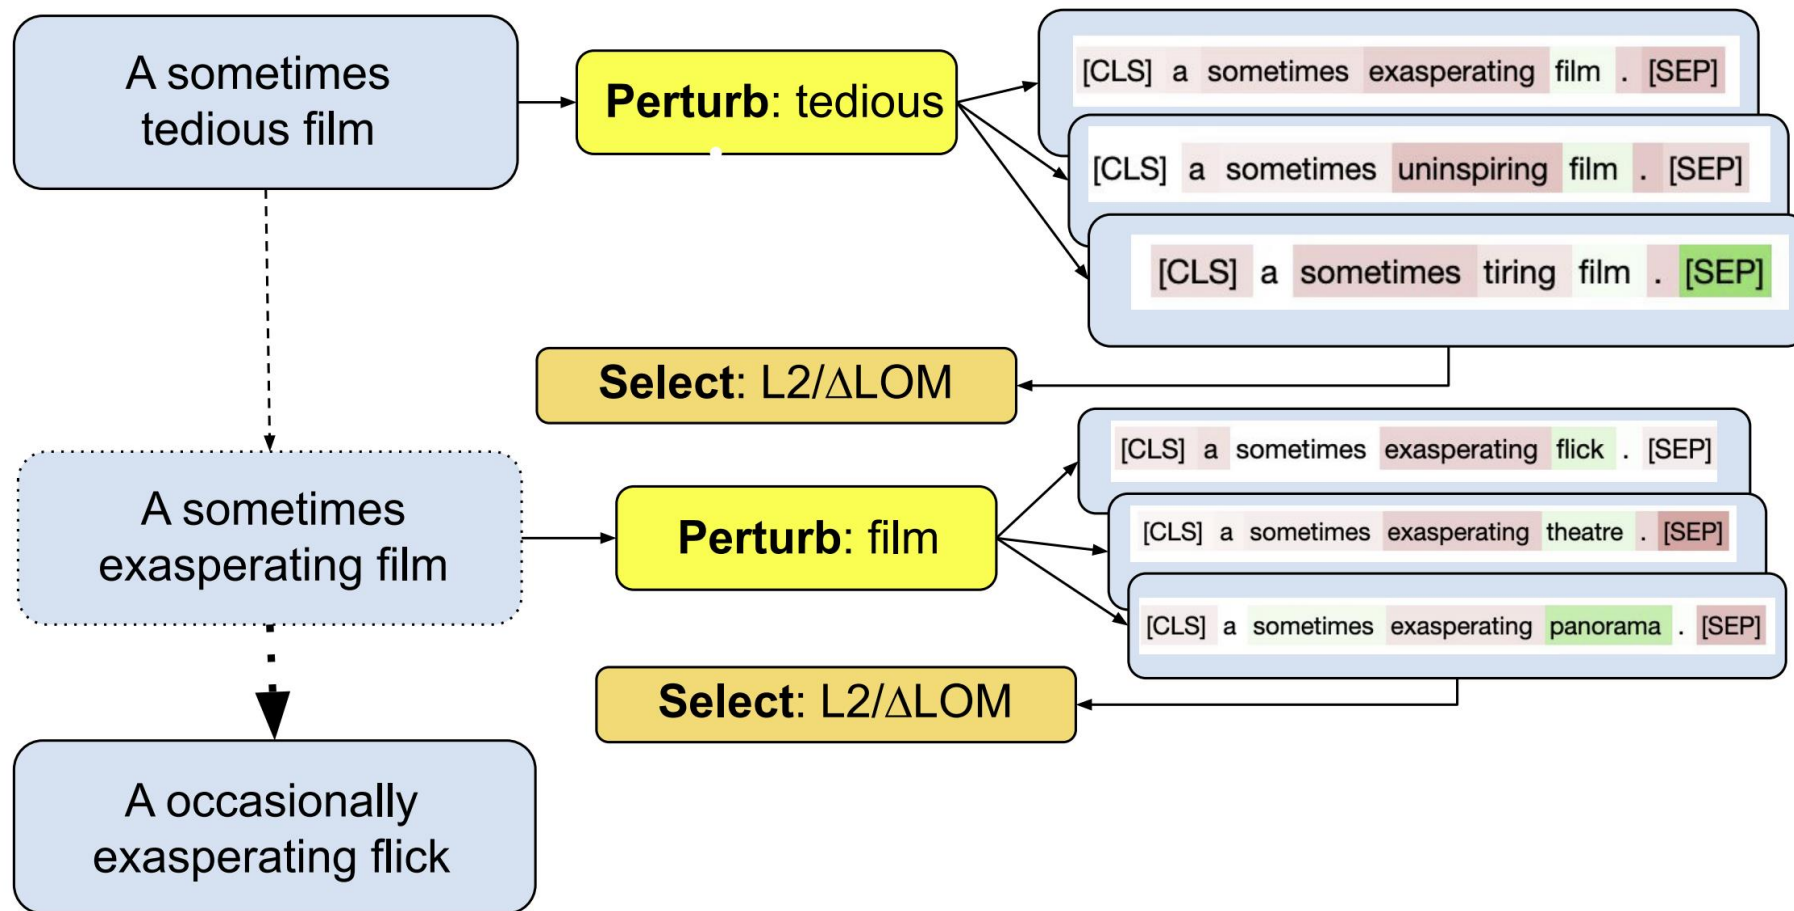 A sometimes
tedious film
Perturb: tedious
[CLS] a sometimes exasperating film . [SEP]
[CLS] a sometimes uninspiring film . [SEP]
[CLS] a sometimes tiring film . [SEP]
Select: L2/ΔLOM
A sometimes
exasperating film
Perturb: film
[CLS] a sometimes exasperating flick . [SEP]
[CLS] a sometimes exasperating theatre . [SEP]
[CLS] a sometimes exasperating panorama . [SEP]
Select: L2/ΔLOM
A occasionally
exasperating flick